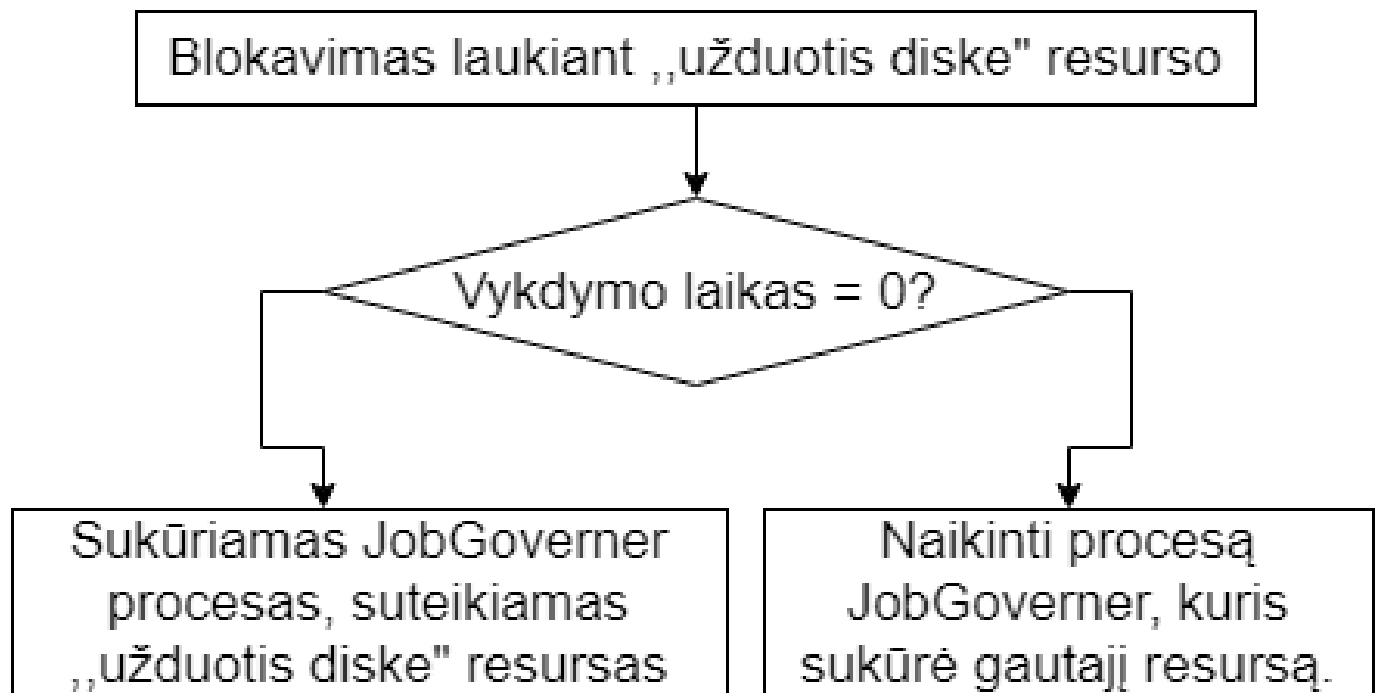 Blokavimas laukiant ,,užduotis diske" resurso
Vykdymo laikas = 0?
Sukūriamas JobGoverner
procesas, suteikiamas
,,užduotis diske" resursas
Naikinti procesą
JobGoverner, kuris
sukūrė gautajį resursą.